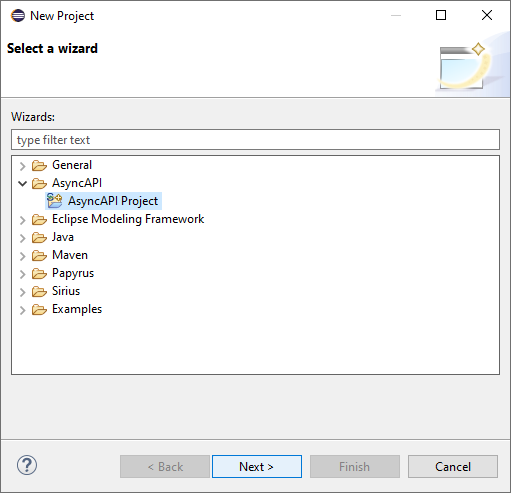 New Project
Select a wizard
Wizards:
type filter text
General
AsyncAPI
AsyncAPI Project
Eclipse Modeling Framework
Java
Maven
Papyrus
Sirius
Examples
?
< Back
Next >
Finish
Cancel